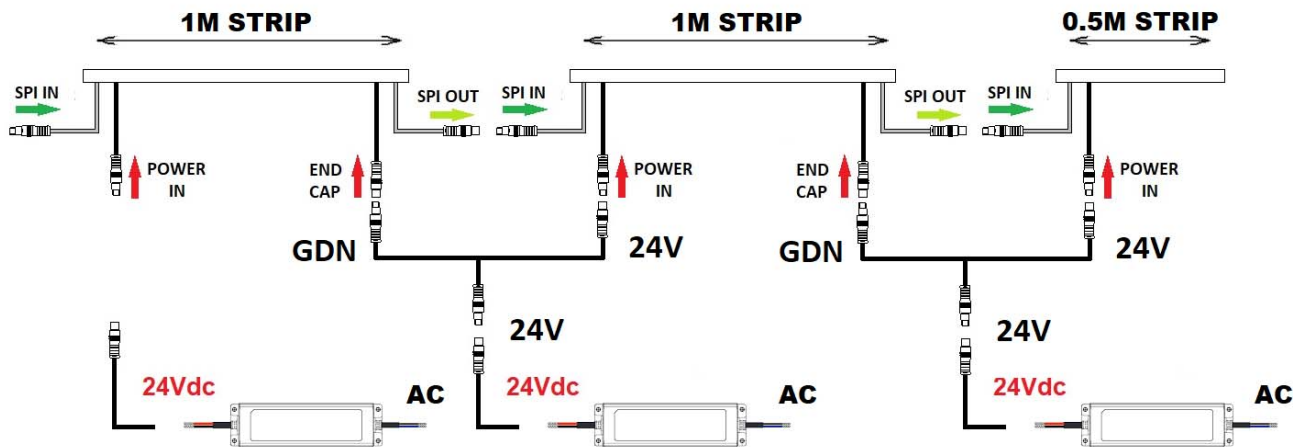 1M STRIP
1M STRIP
0.5M STRIP
SPI IN
SPI OUT
SPI IN
SPI OUT
SPI IN
POWER
IN
END
CAP
POWER
IN
END
CAP
POWER
IN
GDN
24V
GDN
24V
24V
24V
24Vdc
AC
24Vdc
AC
24Vdc
AC